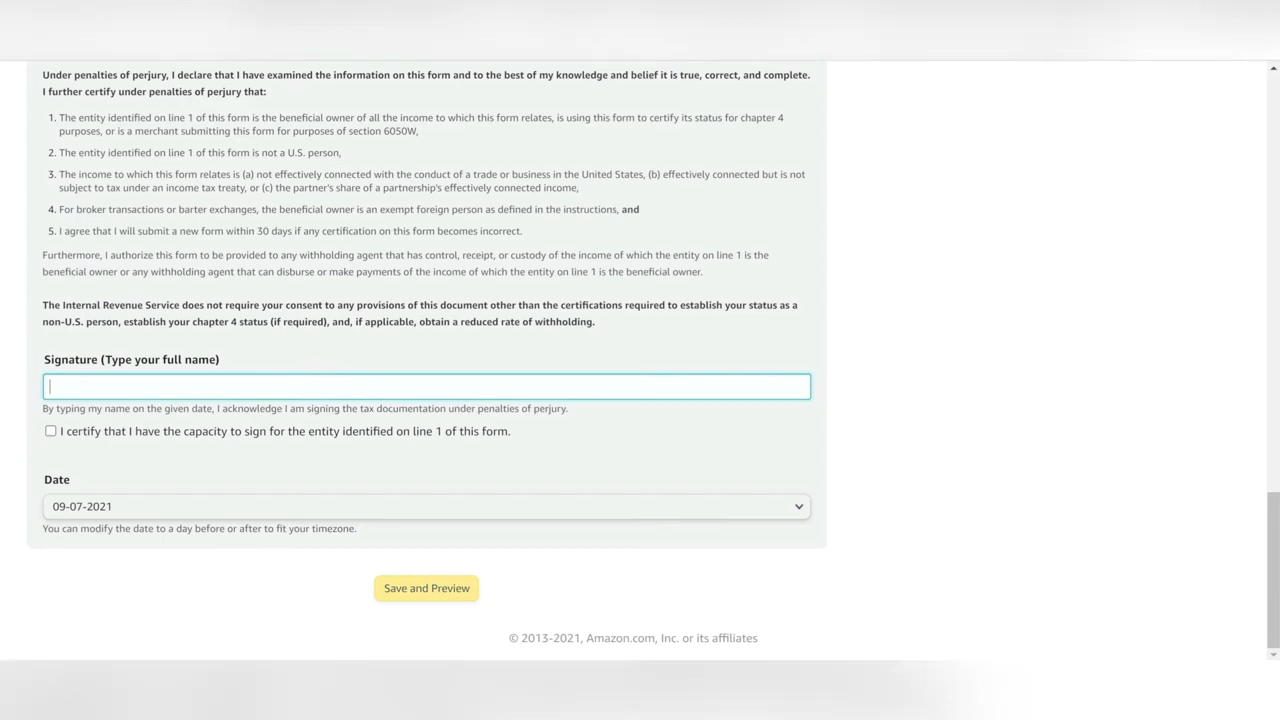 Under penalties of perjury, I declare that I have examined the information on this form and to the best of my knowledge and belief it is true, correct, and complete.
I further certify under penalties of perjury that:
1. The entity identified on line 1 of this form is the beneficial owner of all the income to which this form relates, is using this form to certify its status for chapter 4
purposes, or is a merchant submitting this form for purposes of section 6050W,
2. The entity identified on line 1 of this form is not a U.S. person,
3. The income to which this form relates is (a) not effectively connected with the conduct of a trade or business in the United States, (b) effectively connected but is not
subject to tax under an income tax treaty, or (c) the partner's share of a partnership's effectively connected income,
4. For broker transactions or barter exchanges, the beneficial owner is an exempt foreign person as defined in the instructions, and
5. I agree that I will submit a new form within 30 days if any certification on this form becomes incorrect.
Furthermore, I authorize this form to be provided to any withholding agent that has control, receipt, or custody of the income of which the entity on line 1 is the
beneficial owner or any withholding agent that can disburse or make payments of the income of which the entity on line 1 is the beneficial owner.
The Internal Revenue Service does not require your consent to any provisions of this document other than the certifications required to establish your status as a
non-U.S. person, establish your chapter 4 status (if required), and, if applicable, obtain a reduced rate of withholding.
Signature (Type your full name)
By typing my name on the given date, I acknowledge I am signing the tax documentation under penalties of perjury.
I certify that I have the capacity to sign for the entity identified on line 1 of this form.
Date
09-07-2021
You can modify the date to a day before or after to fit your timezone.
Save and Preview
© 2013-2021, Amazon.com, Inc. or its affiliates